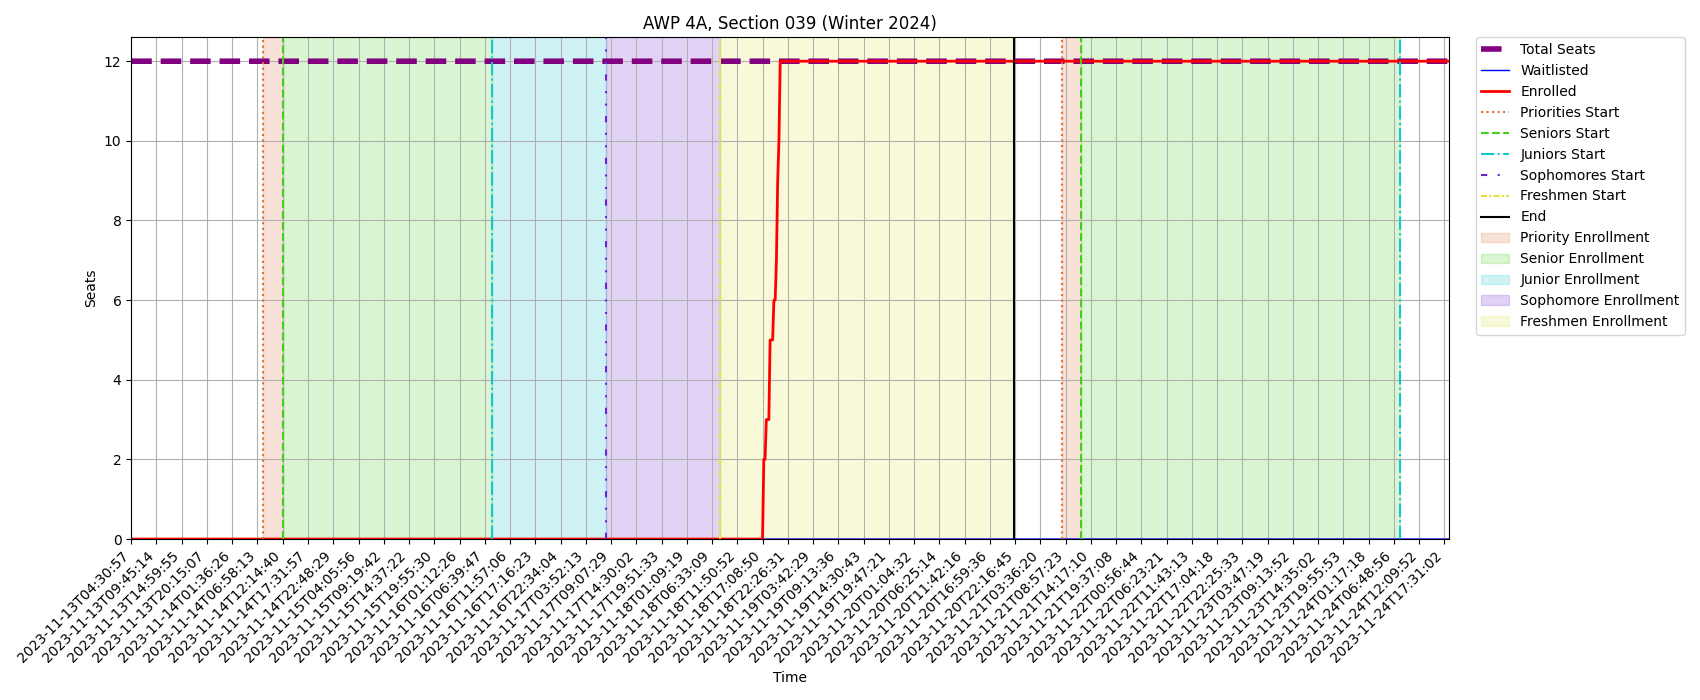 AWP 4A, Section 039 (Winter 2024)
Total Seats
Waitlisted
Enrolled
Priorities Start
Seniors Start
Juniors Start
Sophomores Start
Freshmen Start
End
Priority Enrollment
Senior Enrollment
Junior Enrollment
Sophomore Enrollment
Freshmen Enrollment
Seats
12
10
8
6
4
2
0
2023-11-13T04:30:57
2023-11-13T09:45:14
2023-11-13T14:59:55
2023-11-13T20:15:07
2023-11-14T01:36:26
2023-11-14T06:58:13
2023-11-14T12:14:40
2023-11-14T17:31:57
2023-11-14T22:48:29
2023-11-15T04:05:56
2023-11-15T09:19:42
2023-11-15T14:37:22
2023-11-15T19:55:30
2023-11-16T01:12:26
2023-11-16T06:39:47
2023-11-16T11:57:06
2023-11-16T17:16:23
2023-11-16T22:34:04
2023-11-17T03:52:13
2023-11-17T09:07:29
2023-11-17T14:30:02
2023-11-17T19:51:33
2023-11-18T01:09:19
2023-11-18T06:33:09
2023-11-18T11:50:52
2023-11-18T17:08:50
2023-11-18T22:26:31
2023-11-19T03:42:29
2023-11-19T09:13:36
2023-11-19T14:30:43
2023-11-19T19:47:21
2023-11-20T01:04:32
2023-11-20T06:25:14
2023-11-20T11:42:16
2023-11-20T16:59:36
2023-11-20T22:16:45
2023-11-21T03:36:20
2023-11-21T08:57:23
2023-11-21T14:17:10
2023-11-21T19:37:08
2023-11-22T00:56:44
2023-11-22T06:23:21
2023-11-22T11:43:13
2023-11-22T17:04:18
2023-11-22T22:25:33
2023-11-23T03:47:19
2023-11-23T09:13:52
2023-11-23T14:35:02
2023-11-23T19:55:53
2023-11-24T01:17:18
2023-11-24T06:48:56
2023-11-24T12:09:52
2023-11-24T17:31:02
Time